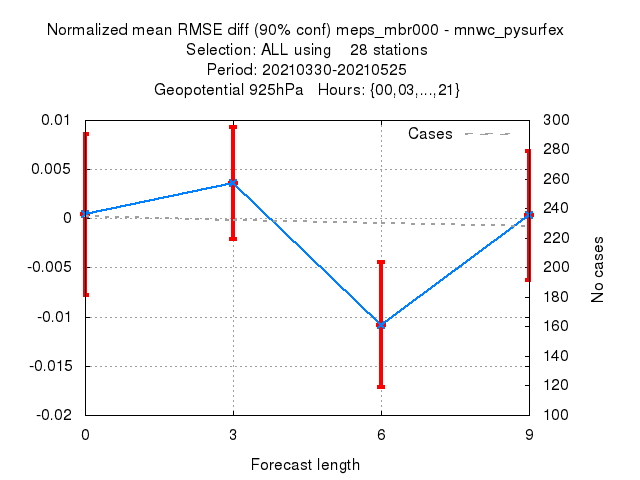 Normalized mean RMSE diff (90% conf) meps_mbr000 - mnwc_pysurfex
Selection: ALL using    28 stations
Period: 20210330-20210525
Geopotential 925hPa   Hours: {00,03,...,21}
0.01 300
Cases
280
0.005
260
240
0
220
-0.005 200
180
-0.01
160
-0.015
140
120
-0.02 100
No cases
0 3 6 9
Forecast length